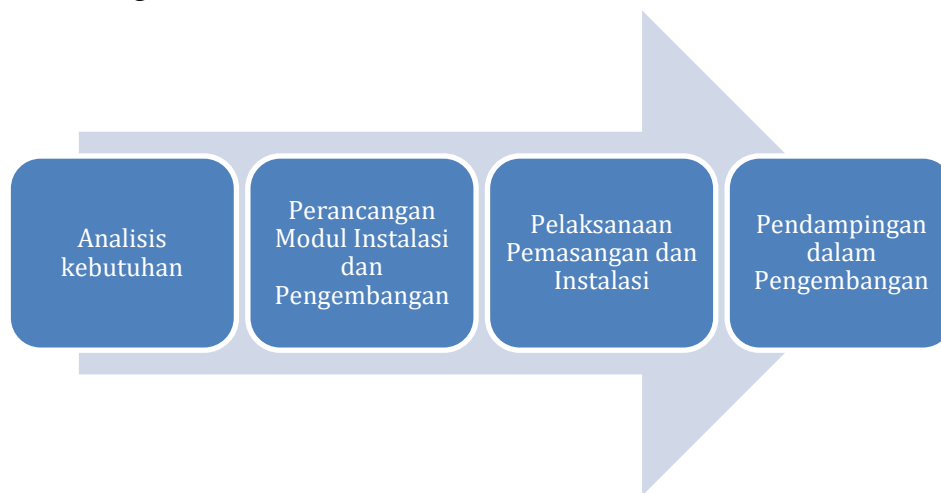 Analisis
kebutuhan
Perancangan
Modul Instalasi
dan
Pengembangan
Pelaksanaan
Pemasangan dan
Instalasi
Pendampingan
dalam
Pengembangan